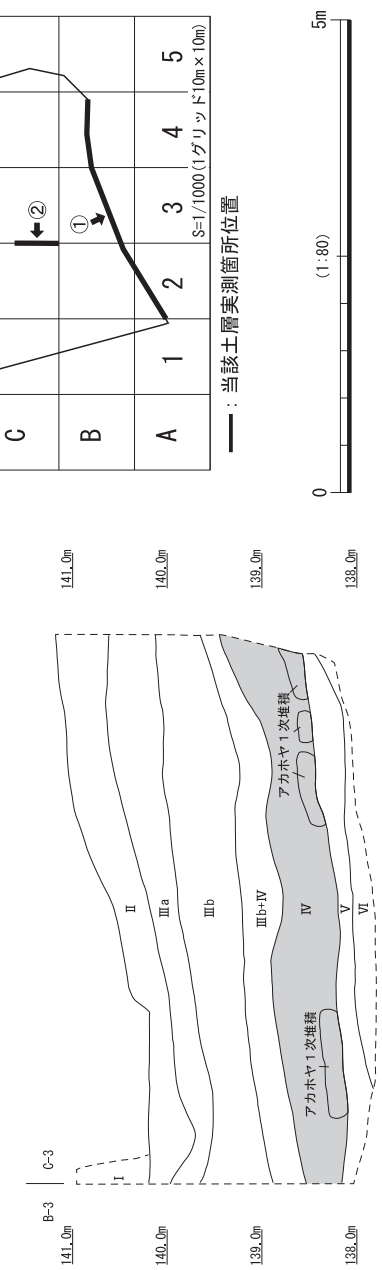 B-3
C-3
141.0m
140.0m
139.0m
138.0m
Ⅰ
Ⅱ
Ⅲa
Ⅲb
Ⅲb+Ⅳ
Ⅳ
Ⅴ
Ⅵ
アカホヤ1次堆積
アカホヤ1次堆積
141.0m
140.0m
139.0m
138.0m
C
B
A
1
2
3
4
5
①
②
S=1/1000(1グリッド10m×10m)
：当該土層実測箇所位置
0
(1:80)
5m